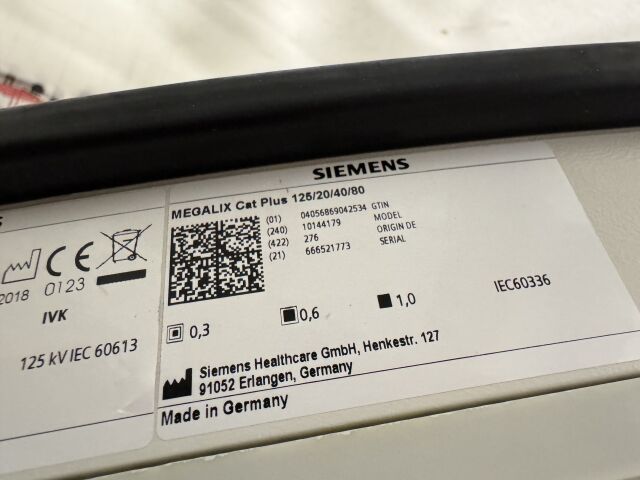 SIEMENS
MEGALIX Cat Plus 125/20/40/80
(01) 04056869042534 GTIN
(240) 10144179 MODEL
(422) 276 ORIGIN DE
(21) 666521773 SERIAL
0,3 0,6 1,0 IEC60336
Siemens Healthcare GmbH, Henkestr. 127
91052 Erlangen, Germany
Made in Germany
S
CE
2018 0123
IVK
125 kV IEC 60613